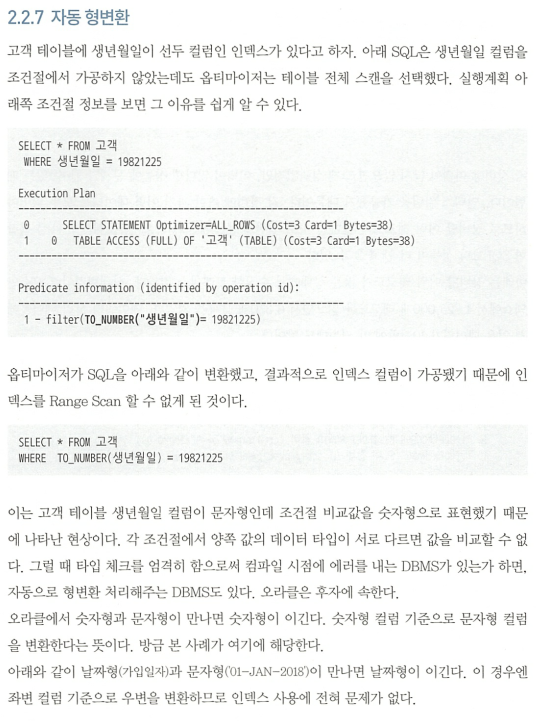 2.2.7 자동 형변환
고객 테이블에 생년월일이 선두 컬럼인 인덱스가 있다고 하자. 아래 SQL은 생년월일 컬럼을
조건절에서 가공하지 않았는데도 옵티마이저는 테이블 전체 스캔을 선택했다. 실행계획 아
래쪽 조건절 정보를 보면 그 이유를 쉽게 알 수 있다.
SELECT * FROM 고객
WHERE 생년월일 = 19821225
Execution Plan
-----------------------------------------------------------
0 SELECT STATEMENT Optimizer=ALL_ROWS (Cost=3 Card=1 Bytes=38)
1 0 TABLE ACCESS (FULL) OF '고객' (TABLE) (Cost=3 Card=1 Bytes=38)
-----------------------------------------------------------
Predicate information (identified by operation id):
-----------------------------------------------------------
1 - filter(TO_NUMBER("생년월일")= 19821225)
옵티마이저가 SQL을 아래와 같이 변환했고, 결과적으로 인덱스 컬럼이 가공됐기 때문에 인
덱스를 Range Scan 할 수 없게 된 것이다.
SELECT * FROM 고객
WHERE TO_NUMBER(생년월일) = 19821225
이는 고객 테이블 생년월일 컬럼이 문자형인데 조건절 비교값을 숫자형으로 표현했기 때문
에 나타난 현상이다. 각 조건절에서 양쪽 값의 데이터 타입이 서로 다르면 값을 비교할 수 없
다. 그럴 때 타입 체크를 엄격히 함으로써 컴파일 시점에 에러를 내는 DBMS가 있는가 하면,
자동으로 형변환 처리해주는 DBMS도 있다. 오라클은 후자에 속한다.
오라클에서 숫자형과 문자형이 만나면 숫자형이 이긴다. 숫자형 컬럼 기준으로 문자형 컬럼
을 변환한다는 뜻이다. 방금 본 사례가 여기에 해당한다.
아래와 같이 날짜형(가입일자)과 문자형('01-JAN-2018')이 만나면 날짜형이 이긴다. 이 경우엔
좌변 컬럼 기준으로 우변을 변환하므로 인덱스 사용에 전혀 문제가 없다.